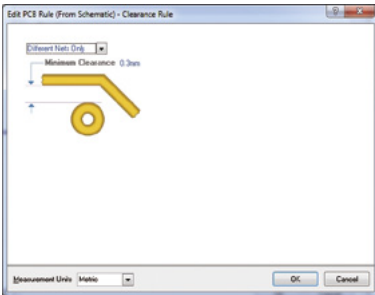 Edit PCB Rule (From Schematic) - Clearance Rule
Different Nets Only
Minimum Clearance 0.3mm
Measurement Units Metric
OK
Cancel